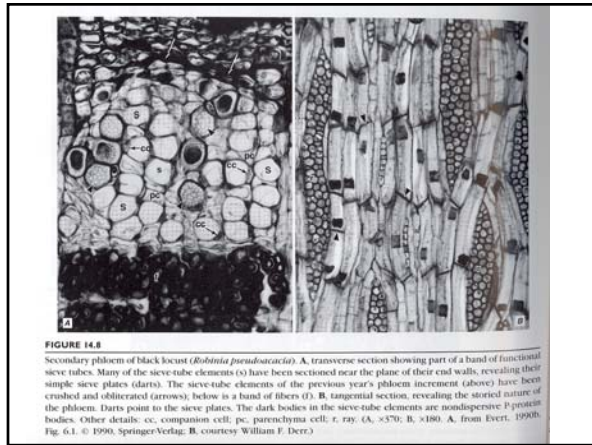 S
cc
pc
s
cc
pc
S
S
cc
f
A
B
FIGURE 14.8
Secondary phloem of black locust (Robinia pseudoacacia). A, transverse section showing part of a band of functional
sieve tubes. Many of the sieve-tube elements (s) have been sectioned near the plane of their end walls, revealing their
simple sieve plates (darts). The sieve-tube elements of the previous year's phloem increment (above) have been
crushed and obliterated (arrows); below is a band of fibers (f). B, tangential section, revealing the storied nature of
the phloem. Darts point to the sieve plates. The dark bodies in the sieve-tube elements are nondispersive P-protein
bodies. Other details: cc, companion cell; pc, parenchyma cell; r, ray. (A, ×370; B, ×180. A, from Evert, 1990b,
Fig. 6.1. © 1990, Springer-Verlag; B, courtesy William F. Derr.)